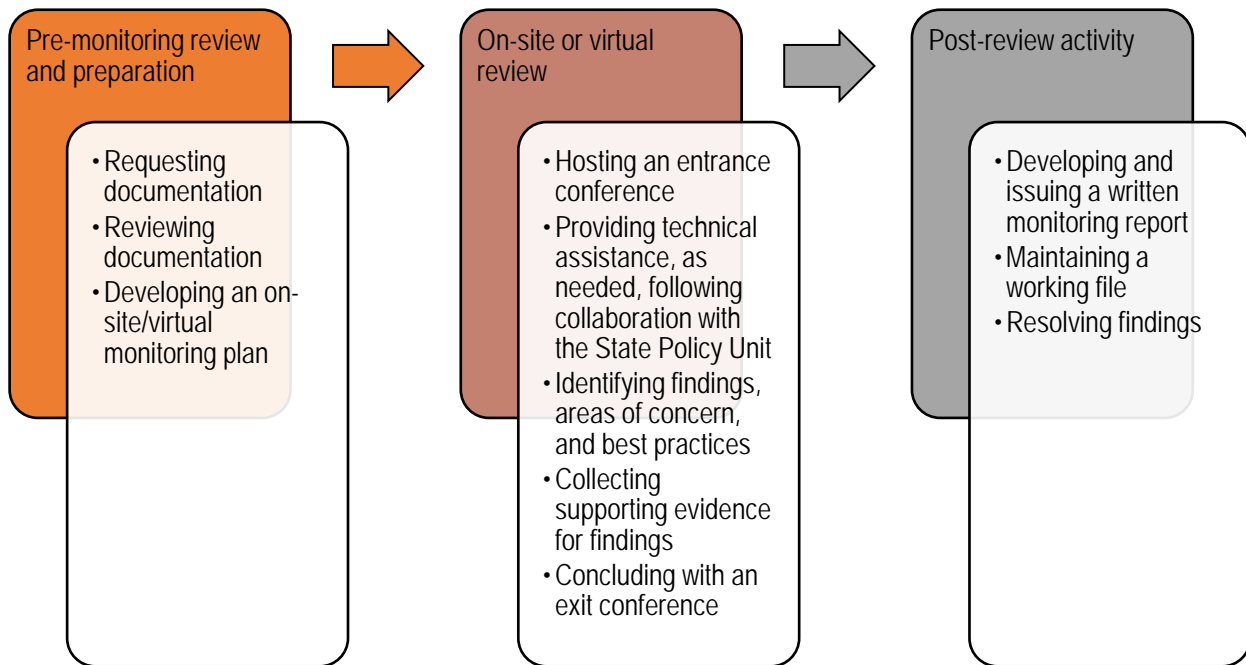 Pre-monitoring review
and preparation
• Requesting
documentation
• Reviewing
documentation
• Developing an on-
site/virtual
monitoring plan
On-site or virtual
review
• Hosting an entrance
conference
• Providing technical
assistance, as
needed, following
collaboration with
the State Policy Unit
• Identifying findings,
areas of concern,
and best practices
• Collecting
supporting evidence
for findings
• Concluding with an
exit conference
Post-review activity
• Developing and
issuing a written
monitoring report
• Maintaining a
working file
• Resolving findings